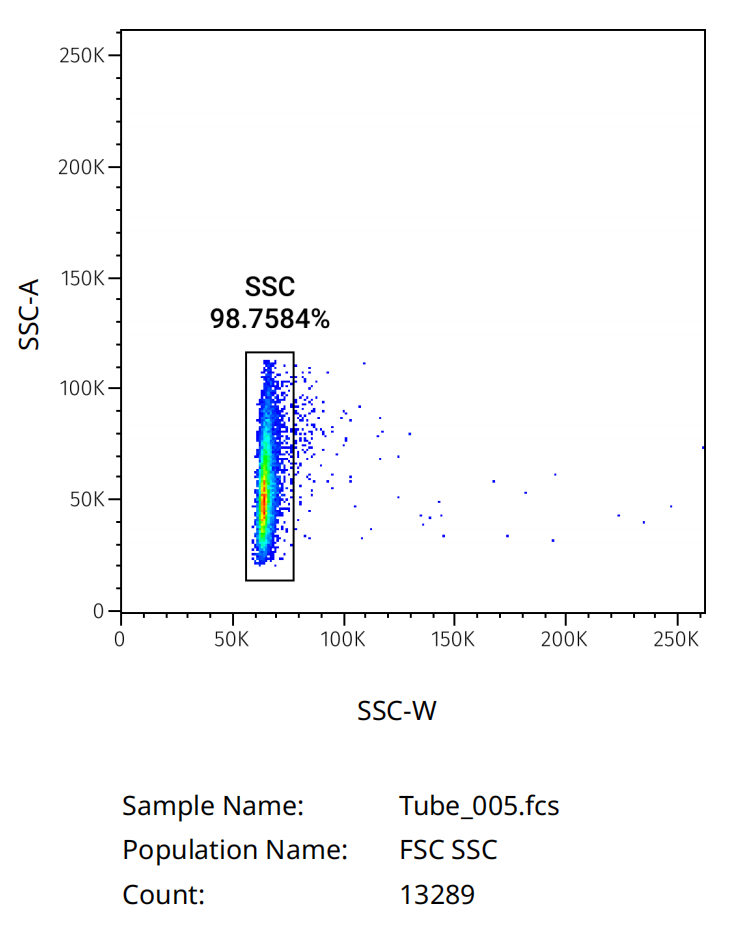 250K
200K
150K
100K
50K
0
SSC-A
SSC
98.7584%
0 50K 100K 150K 200K 250K
SSC-W
Sample Name: Tube_005.fcs
Population Name: FSC SSC
Count: 13289